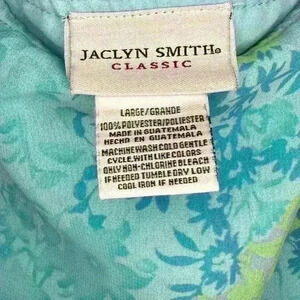 JACLYN SMITH®
CLASSIC
LARGE/GRANDE
100% POLYESTER/POLIESTER
MADE IN GUATEMALA
HECHO EN GUATEMALA
MACHINE WASH COLD GENTLE
CYCLE, WITH LIKE COLORS
ONLY NON-CHLORINE BLEACH
IF NEEDED TUMBLE DRY LOW
COOL IRON IF NEEDED